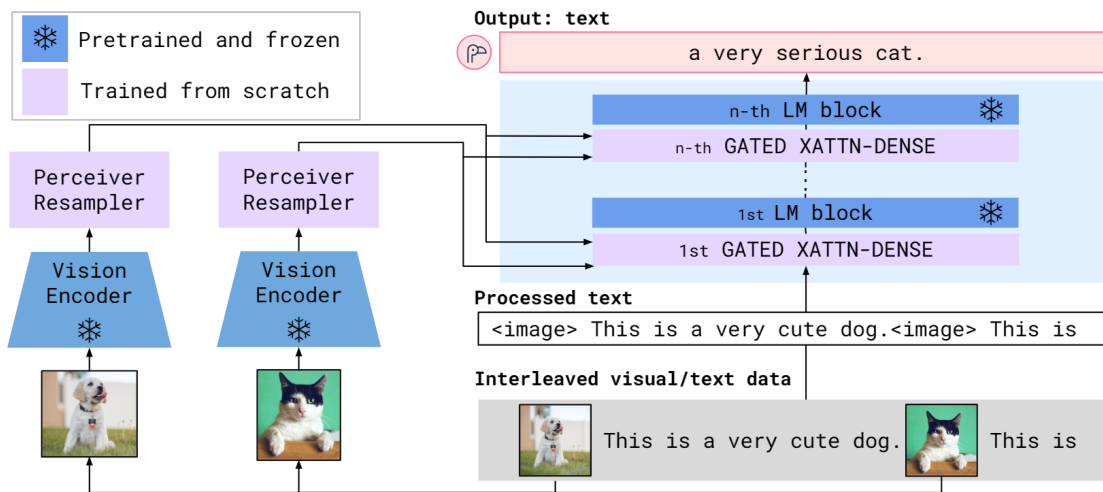 Pretrained and frozen
Trained from scratch
Output: text
a very serious cat.
n-th LM block
n-th GATED XATTN-DENSE
1st LM block
1st GATED XATTN-DENSE
Perceiver
Resampler
Perceiver
Resampler
Vision
Encoder
Vision
Encoder
Processed text
<image> This is a very cute dog.<image> This is
Interleaved visual/text data
This is a very cute dog.
This is